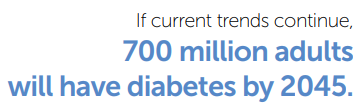 If current trends continue,
700 million adults
will have diabetes by 2045.